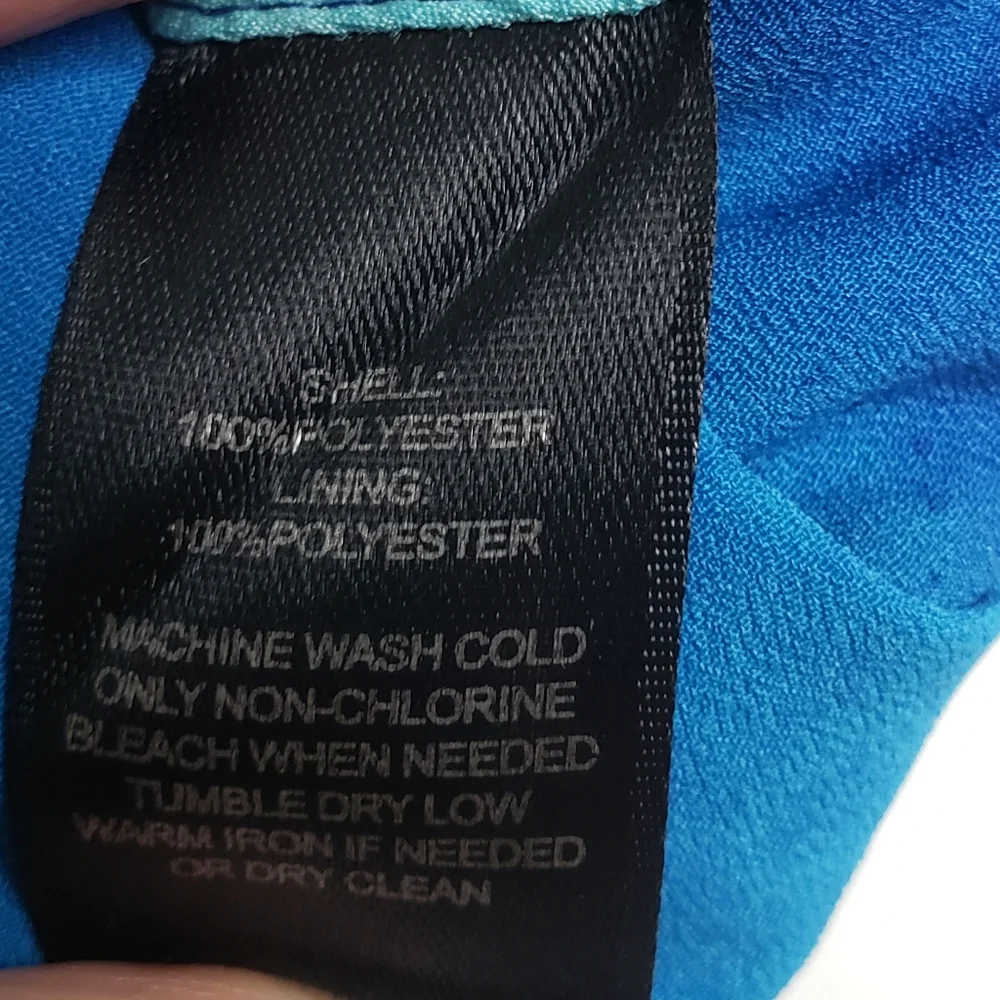 SHELL:
100%POLYESTER
LINING:
100%POLYESTER
MACHINE WASH COLD
ONLY NON-CHLORINE
BLEACH WHEN NEEDED
TUMBLE DRY LOW
WARM IRON IF NEEDED
OR DRY CLEAN